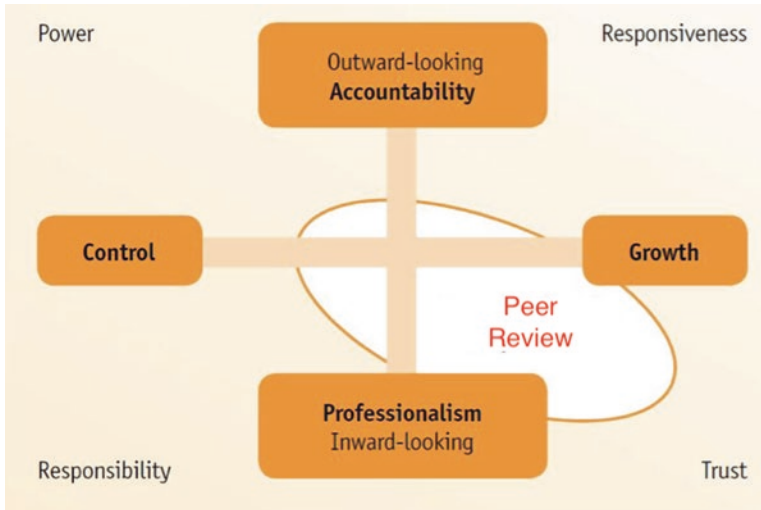 Power
Responsiveness
Outward-looking
Accountability
Control
Growth
Peer
Review
Professionalism
Inward-looking
Responsibility
Trust